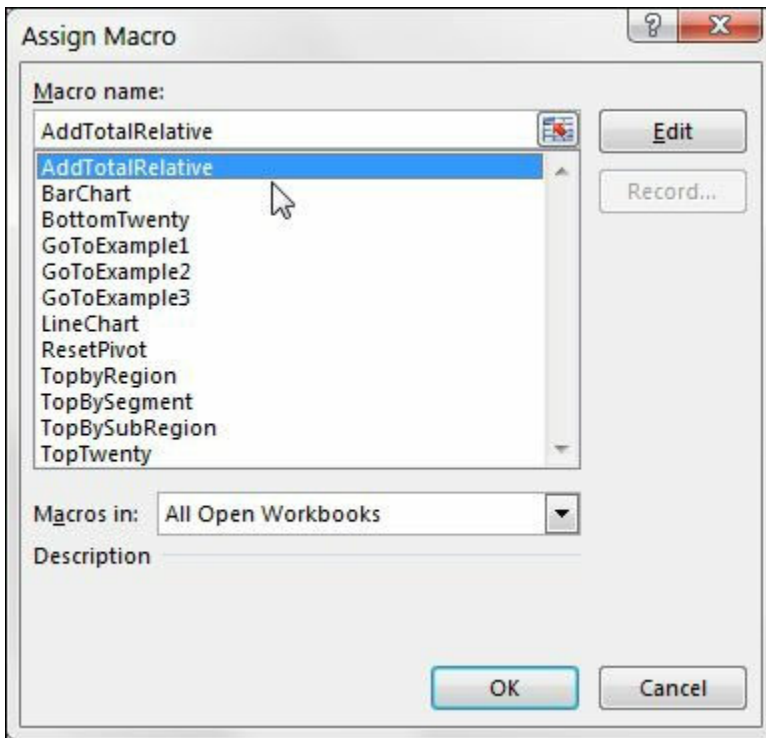 Assign Macro
?
X
Macro name:
AddTotalRelative
Edit
AddTotalRelative
Record...
BarChart
BottomTwenty
GoToExample1
GoToExample2
GoToExample3
LineChart
ResetPivot
TopbyRegion
TopBySegment
TopBySubRegion
TopTwenty
Macros in: All Open Workbooks
Description
OK Cancel